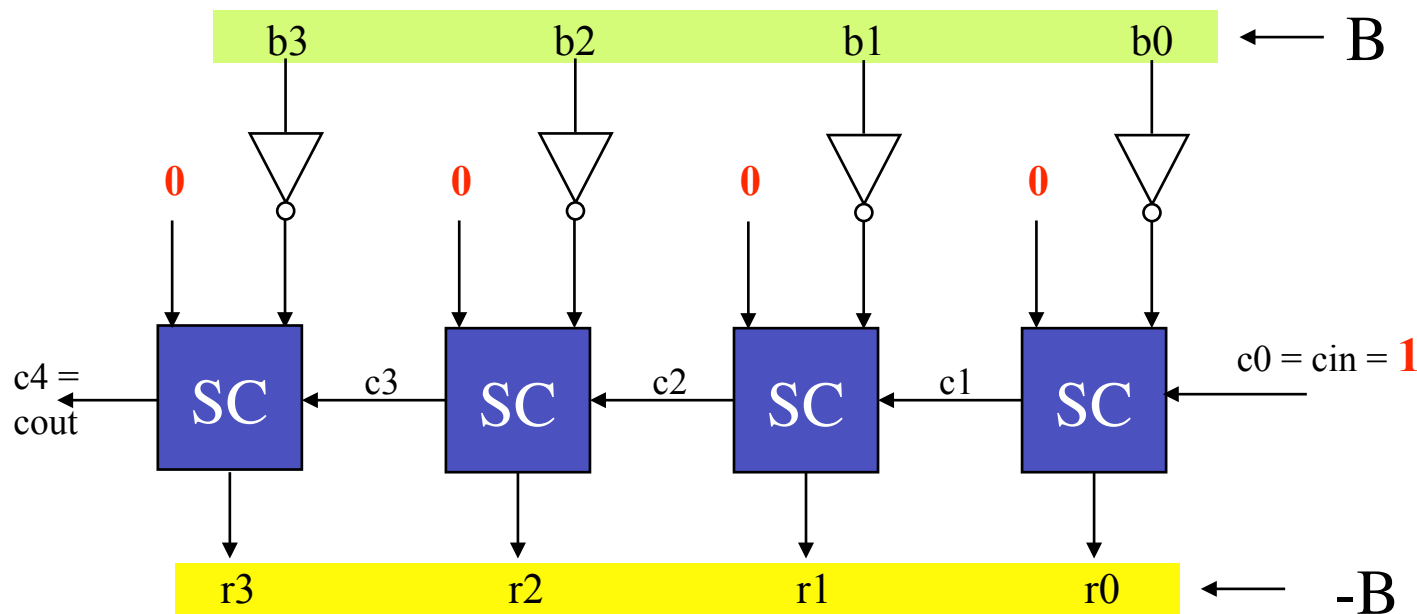 b3 b2 b1 b0 B
0 0 0 0
c0 = cin = 1
c4 = cout
SC c3 SC c2 SC c1 SC
r3 r2 r1 r0 -B